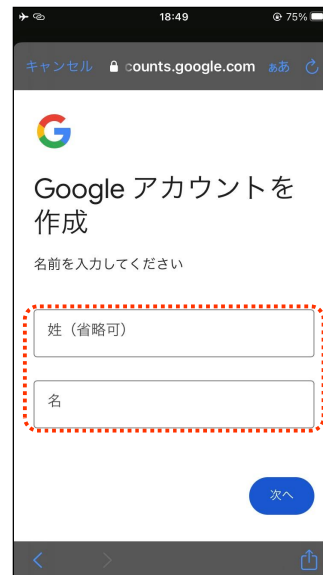 18:49
75%
キャンセル
counts.google.com
ああ
Google アカウントを
作成
名前を入力してください
姓（省略可）
名
次へ